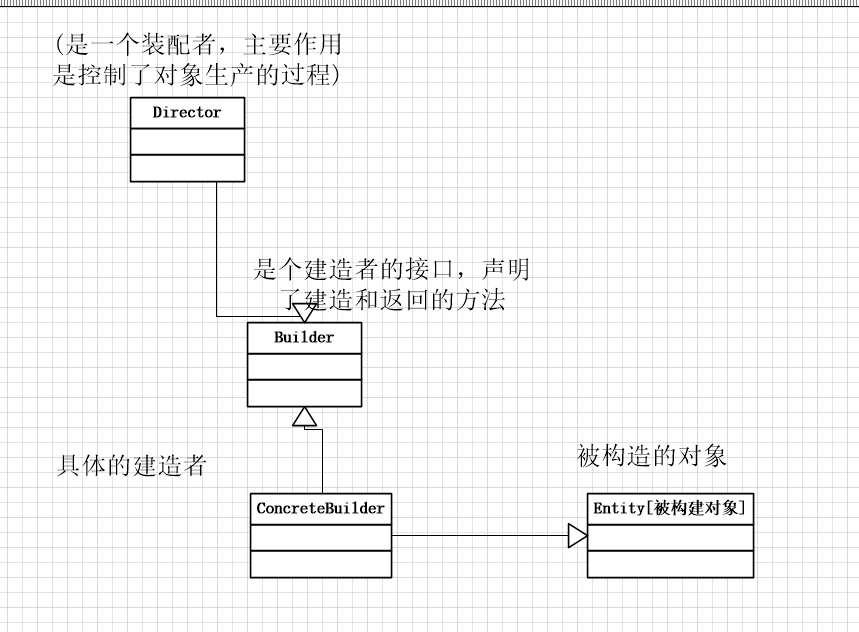 (是一个装配者，主要作用
是控制了对象生产的过程)
Director
是个建造者的接口，声明
了建造和返回的方法
Builder
具体的建造者
被构造的对象
ConcreteBuilder
Entity[被构建对象]